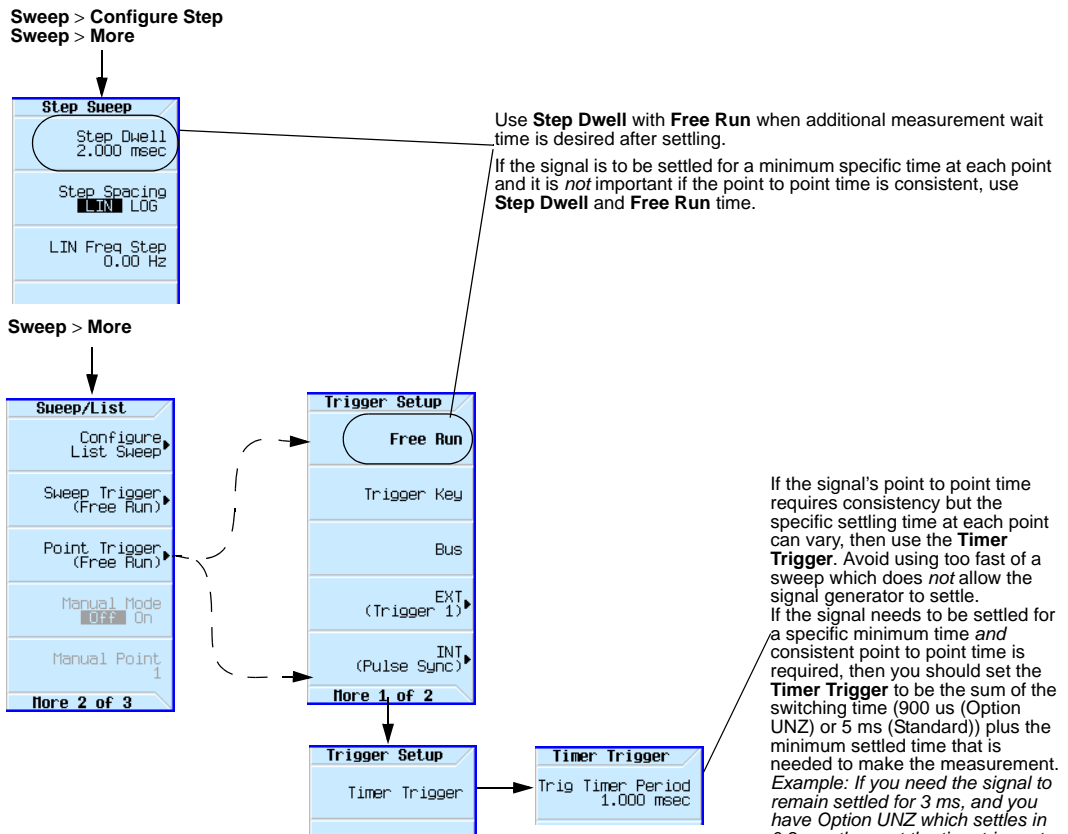 Sweep > Configure Step
Sweep > More
Step Sweep
Step Dwell
2.000 msec
Step Spacing
LIN LOG
LIN Freq Step
0.00 Hz
Use Step Dwell with Free Run when additional measurement wait
time is desired after settling.
If the signal is to be settled for a minimum specific time at each point
and it is not important if the point to point time is consistent, use
Step Dwell and Free Run time.
Sweep > More
Sweep/List
Configure
List Sweep
Sweep Trigger
(Free Run)
Point Trigger
(Free Run)
Manual Mode
Off On
Manual Point
1
More 2 of 3
Trigger Setup
Free Run
Trigger Key
Bus
EXT
(Trigger 1)
INT
(Pulse Sync)
More 1 of 2
Trigger Setup
Timer Trigger
Timer Trigger
Trig Timer Period
1.000 msec
If the signal's point to point time
requires consistency but the
specific settling time at each point
can vary, then use the Timer
Trigger. Avoid using too fast of a
sweep which does not allow the
signal generator to settle.
If the signal needs to be settled for
a specific minimum time and
consistent point to point time is
required, then you should set the
Timer Trigger to be the sum of the
switching time (900 us (Option
UNZ) or 5 ms (Standard)) plus the
minimum settled time that is
needed to make the measurement.
Example: If you need the signal to
remain settled for 3 ms, and you
have Option UNZ which settles in